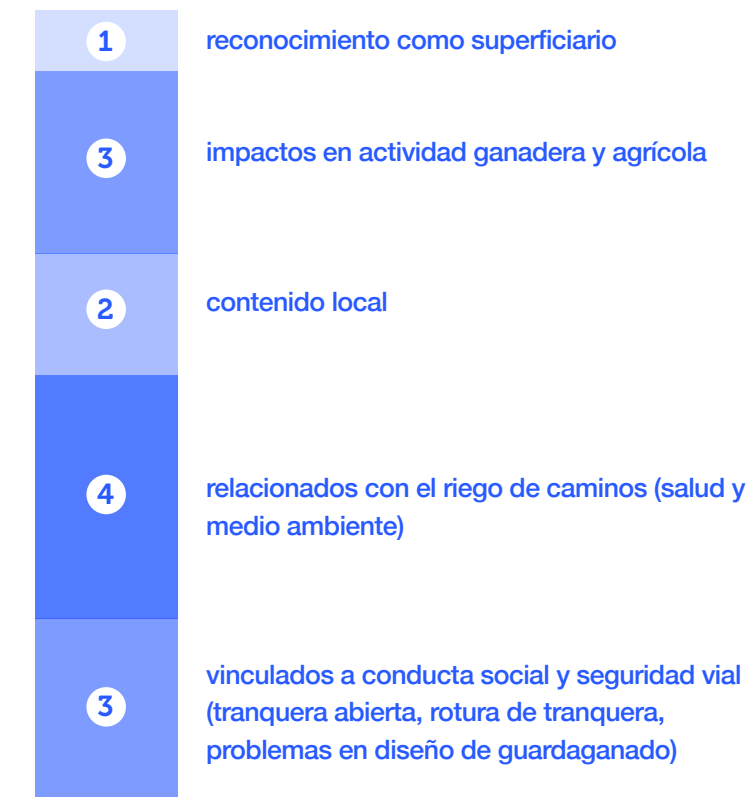 1 reconocimiento como superficiario
3 impactos en actividad ganadera y agrícola
2 contenido local
4 relacionados con el riego de caminos (salud y
medio ambiente)
3 vinculados a conducta social y seguridad vial
(tranquera abierta, rotura de tranquera,
problemas en diseño de guardaganado)